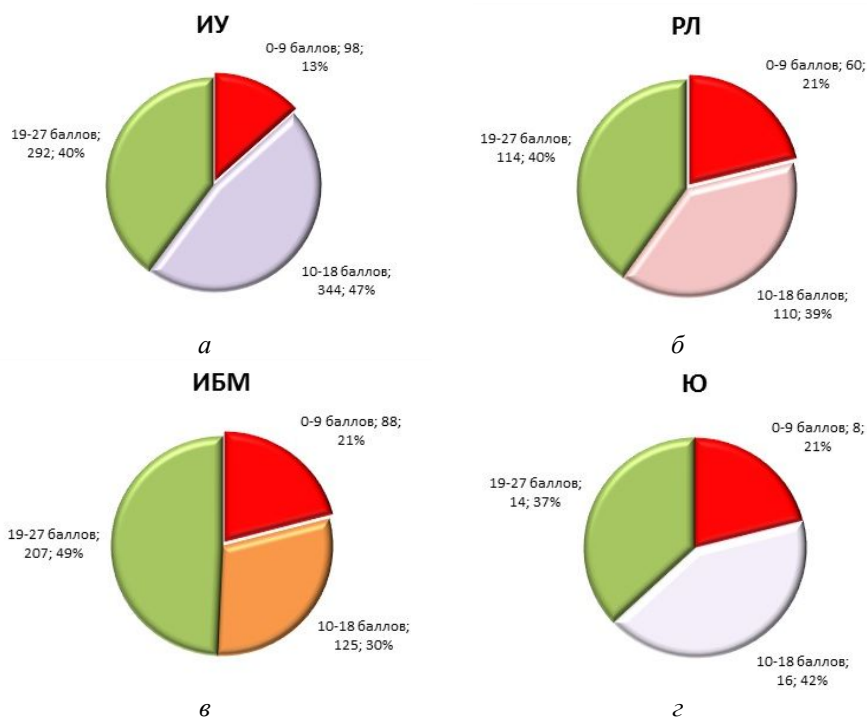 ИУ
0-9 баллов; 98;
13%
19-27 баллов;
292; 40%
10-18 баллов;
344; 47%
а
РЛ
0-9 баллов; 60;
21%
19-27 баллов;
114; 40%
10-18 баллов;
110; 39%
б
ИБМ
0-9 баллов; 88;
21%
19-27 баллов;
207; 49%
10-18 баллов;
125; 30%
в
Ю
0-9 баллов; 8;
21%
19-27 баллов;
14; 37%
10-18 баллов;
16; 42%
г